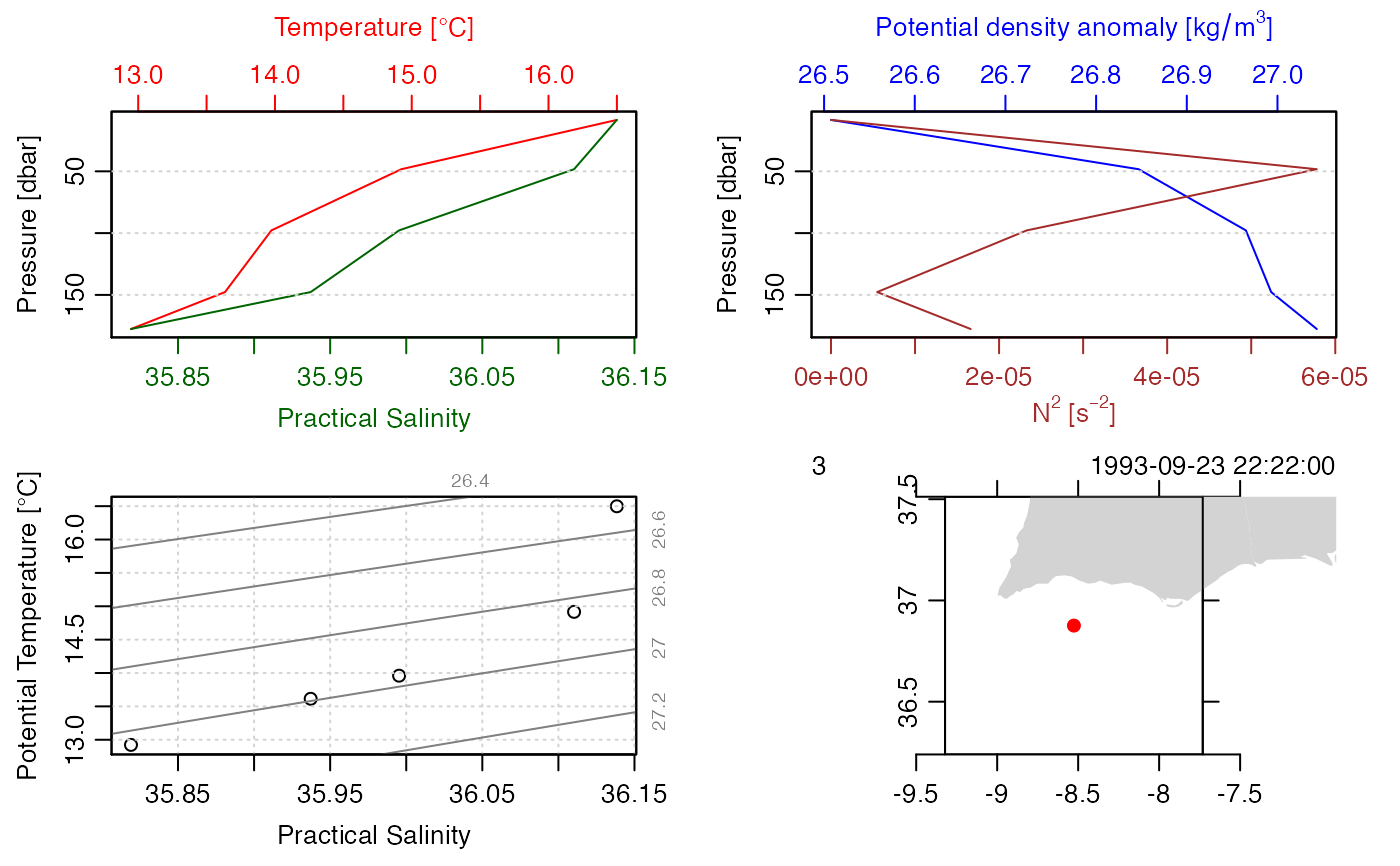 Temperature [°C]
13.0 14.0 15.0 16.0
Pressure [dbar]
50
150
35.85 35.95 36.05 36.15
Practical Salinity
Potential density anomaly [kg/m³]
26.5 26.6 26.7 26.8 26.9 27.0
Pressure [dbar]
50
150
0e+00 2e-05 4e-05 6e-05
N² [s⁻²]
Potential Temperature [°C]
16.0
14.5
13.0
26.4
26.6
26.8
27
27.2
35.85 35.95 36.05 36.15
Practical Salinity
3 1993-09-23 22:22:00
37.5
37
36.5
-9.5 -9 -8.5 -8 -7.5